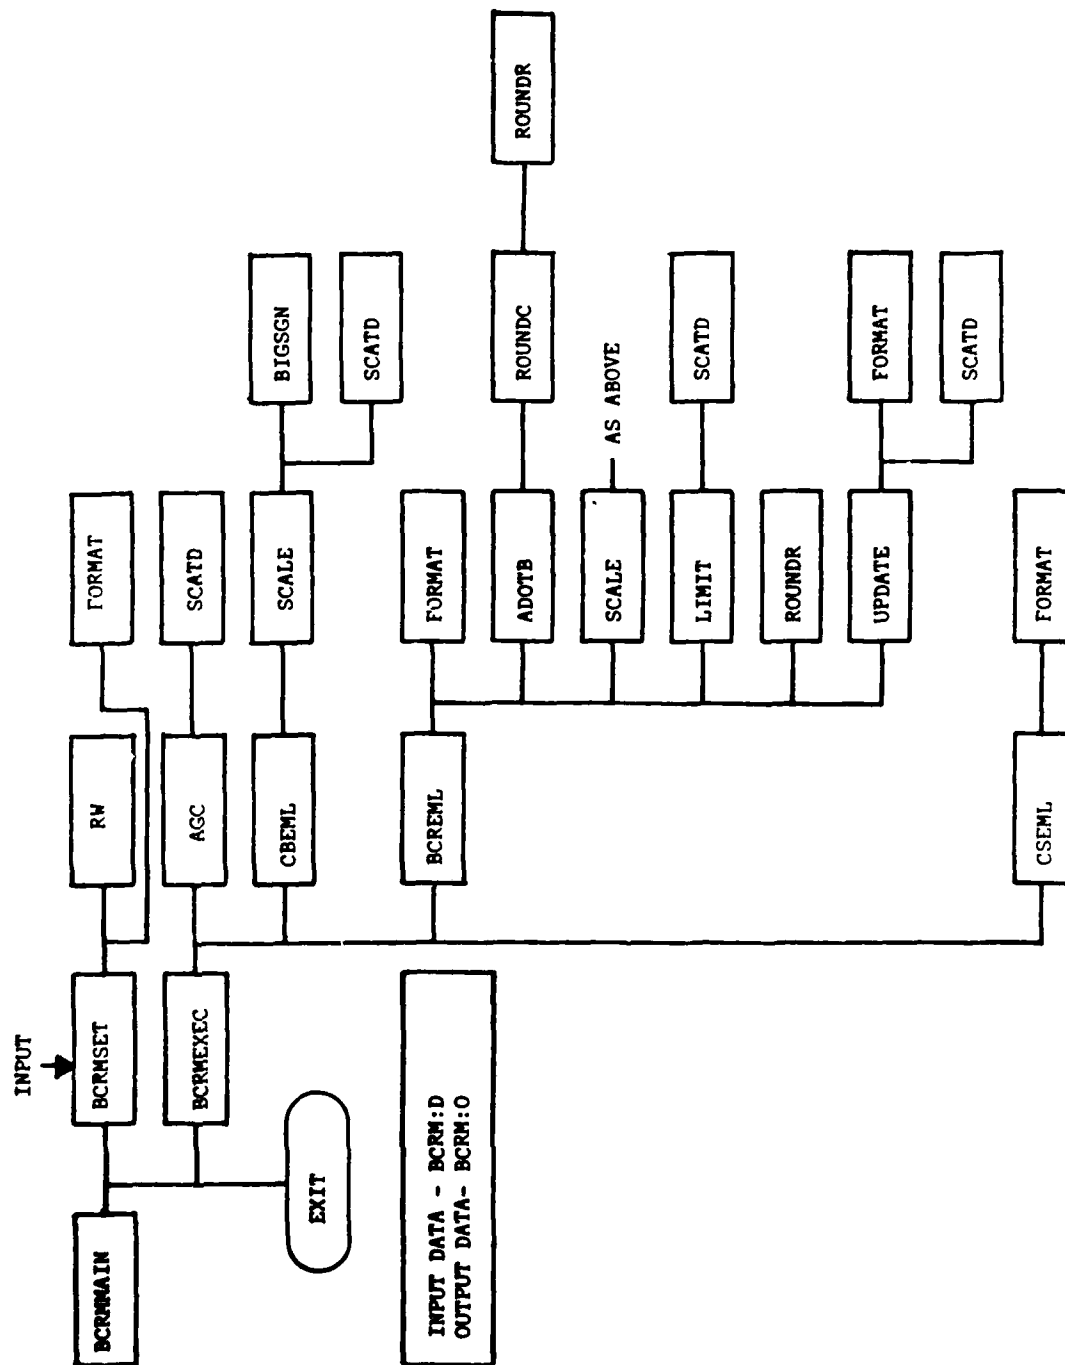 INPUT
BCRMMAIN
BCRMSET
RW
FORMAT
BCRMEXEC
AGC
SCATD
EXIT
CBEML
SCALE
BIGSGN
SCATD
INPUT DATA - BCRM:D
OUTPUT DATA- BCRM:O
BCREML
FORMAT
ADOTB
ROUNDC
ROUNDR
SCALE
AS ABOVE
LIMIT
SCATD
ROUNDR
UPDATE
FORMAT
SCATD
CSEML
FORMAT